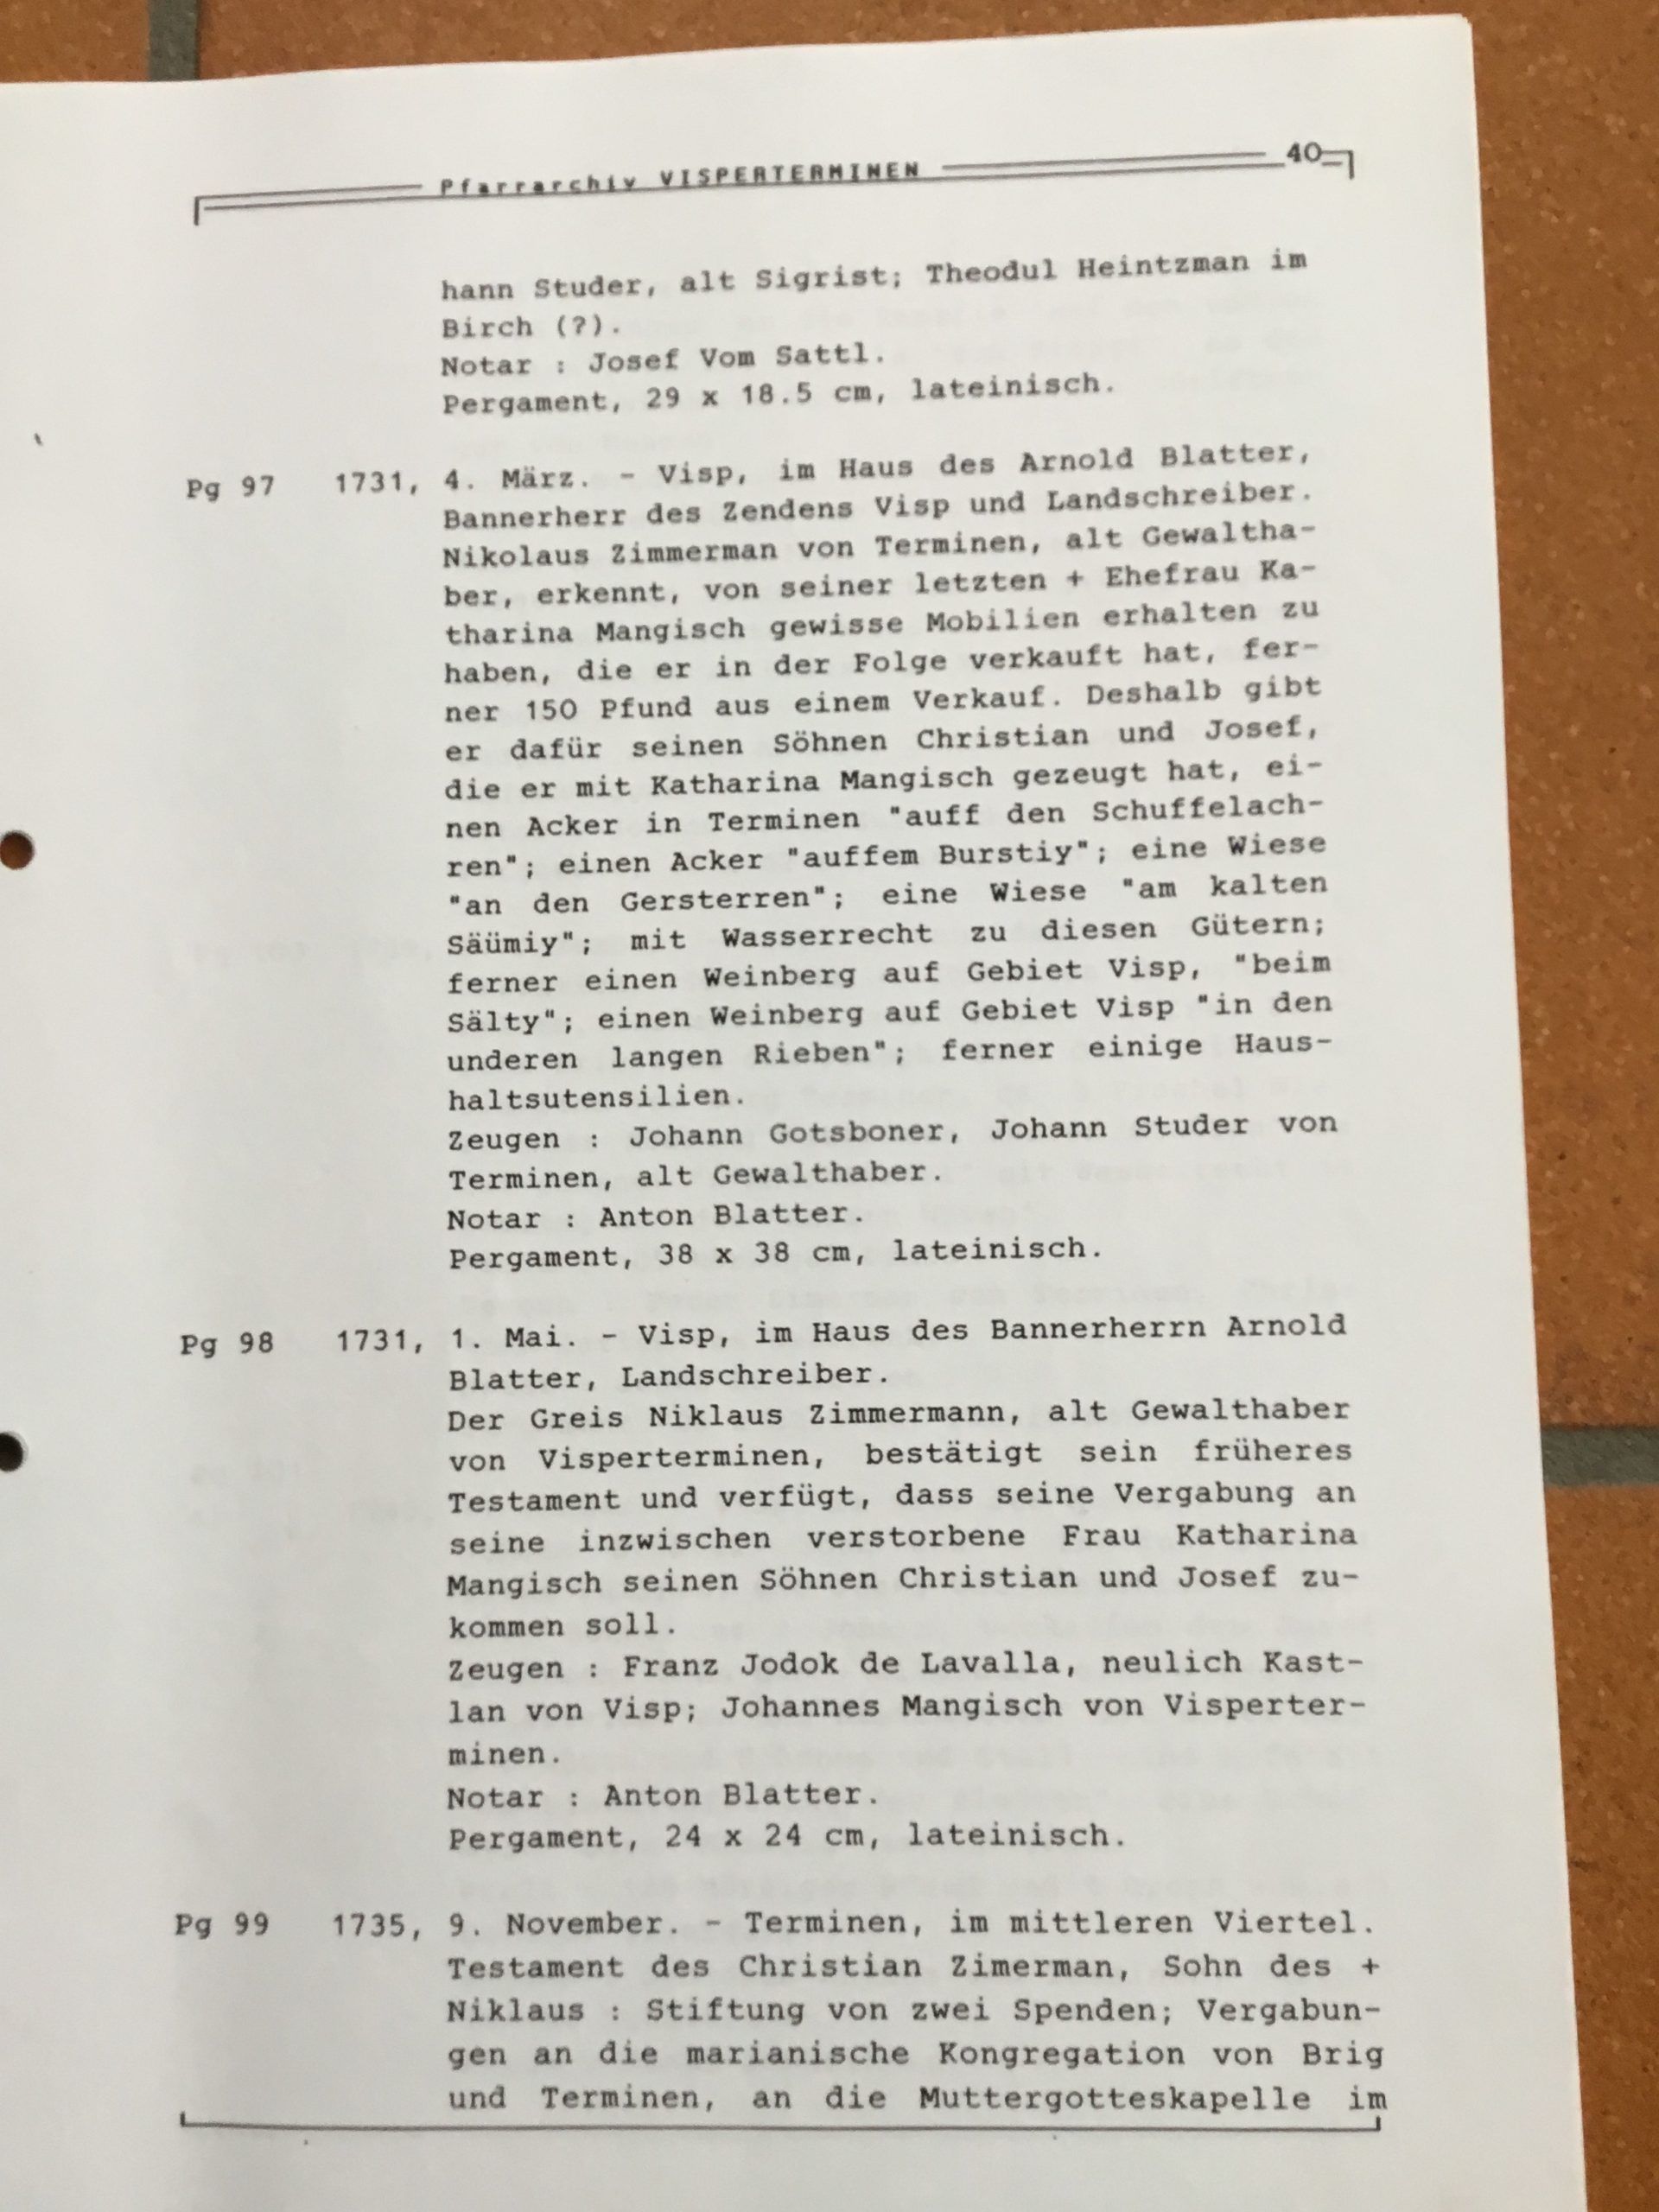 Pfarrarchiv VISPERTERMINEN 40
hann Studer, alt Sigrist; Theodul Heintzman im
Birch (?).
Notar : Josef Vom Sattl.
Pergament, 29 x 18.5 cm, lateinisch.
Pg 97 1731, 4. März. - Visp, im Haus des Arnold Blatter,
Bannerherr des Zendens Visp und Landschreiber.
Nikolaus Zimmerman von Terminen, alt Gewaltha-
ber, erkennt, von seiner letzten + Ehefrau Ka-
tharina Mangisch gewisse Mobilien erhalten zu
haben, die er in der Folge verkauft hat, fer-
ner 150 Pfund aus einem Verkauf. Deshalb gibt
er dafür seinen Söhnen Christian und Josef,
die er mit Katharina Mangisch gezeugt hat, ei-
nen Acker in Terminen "auff den Schuffelach-
ren"; einen Acker "auffem Burstiy"; eine Wiese
"an den Gersterren"; eine Wiese "am kalten
Säümiy"; mit Wasserrecht zu diesen Gütern;
ferner einen Weinberg auf Gebiet Visp, "beim
Sälty"; einen Weinberg auf Gebiet Visp "in den
underen langen Rieben"; ferner einige Haus-
haltsutensilien.
Zeugen : Johann Gotsboner, Johann Studer von
Terminen, alt Gewalthaber.
Notar : Anton Blatter.
Pergament, 38 x 38 cm, lateinisch.
Pg 98 1731, 1. Mai. - Visp, im Haus des Bannerherrn Arnold
Blatter, Landschreiber.
Der Greis Niklaus Zimmermann, alt Gewalthaber
von Visperterminen, bestätigt sein früheres
Testament und verfügt, dass seine Vergabung an
seine inzwischen verstorbene Frau Katharina
Mangisch seinen Söhnen Christian und Josef zu-
kommen soll.
Zeugen : Franz Jodok de Lavalla, neulich Kast-
lan von Visp; Johannes Mangisch von Visperter-
minen.
Notar : Anton Blatter.
Pergament, 24 x 24 cm, lateinisch.
Pg 99 1735, 9. November. - Terminen, im mittleren Viertel.
Testament des Christian Zimerman, Sohn des +
Niklaus : Stiftung von zwei Spenden; Vergabun-
gen an die marianische Kongregation von Brig
und Terminen, an die Muttergotteskapelle im